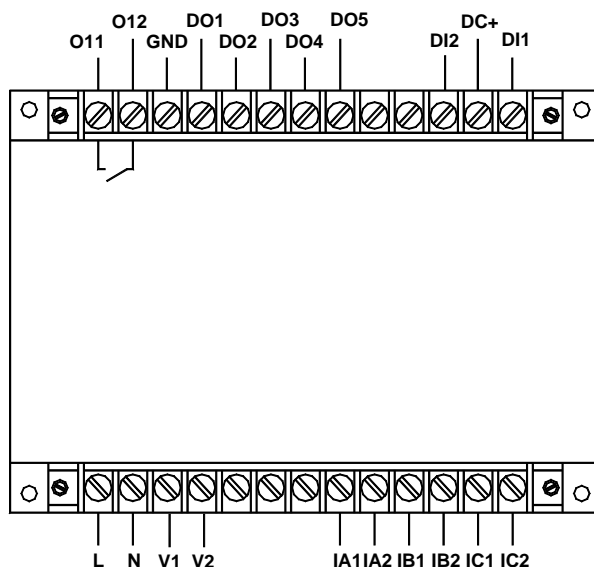 O12 DO1 DO3 DO5 DC+
O11 GND DO2 DO4 DI2 DI1
L N V1 V2 IA1 IA2 IB1 IB2 IC1 IC2